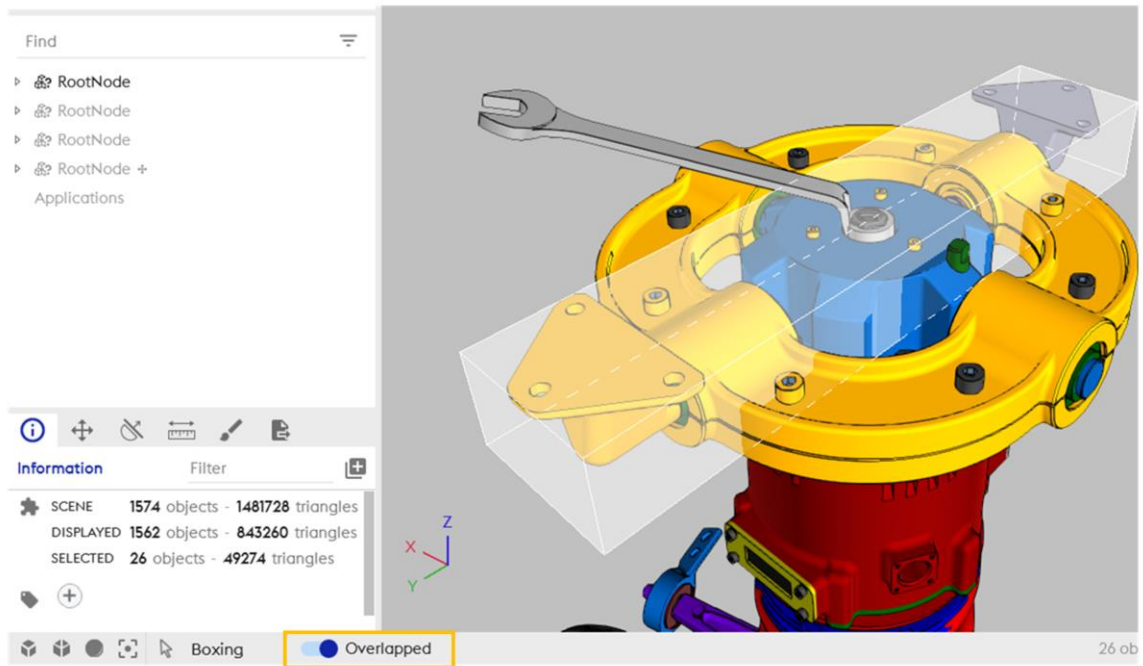 Find
RootNode
RootNode
RootNode
RootNode
Applications
Information
Filter
SCENE 1574 objects - 1481728 triangles
DISPLAYED 1562 objects - 843260 triangles
SELECTED 26 objects - 49274 triangles
Z
X
Y
Boxing
Overlapped
26 ob